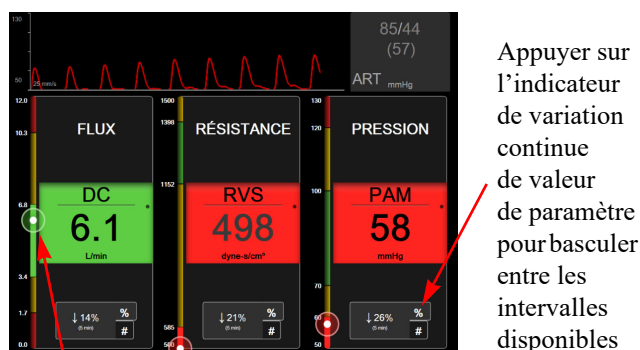 130
50
25 mm/s
85/44
(57)
ART mmHg
12.0
10.3
6.8
3.4
1.7
0.0
FLUX
DC
6.1
L/min
↓ 14%
(5 min)
%
#
1500
1398
1152
585
500
RÉSISTANCE
RVS
498
dyne-s/cm⁵
↓ 21%
(5 min)
%
#
130
120
100
70
60
50
PRESSION
PAM
58
mmHg
↓ 26%
(5 min)
%
#
Appuyer sur
l’indicateur
de variation
continue
de valeur
de paramètre
pour basculer
entre les
intervalles
disponibles